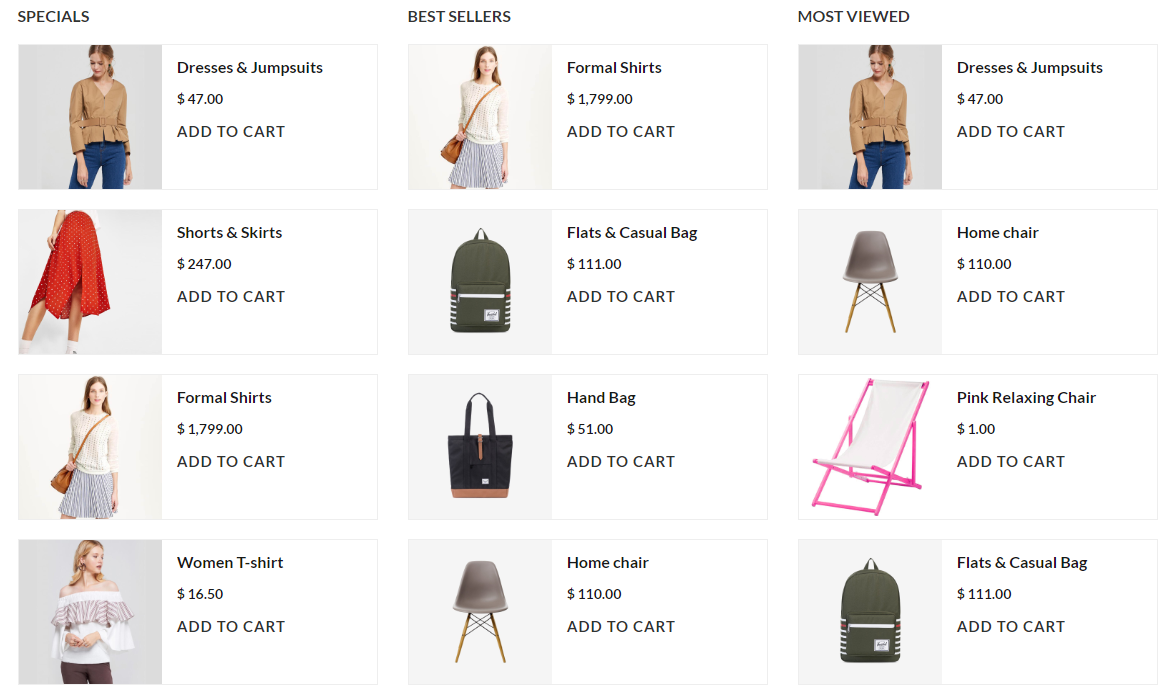 SPECIALS
Dresses & Jumpsuits
$ 47.00
ADD TO CART
Shorts & Skirts
$ 247.00
ADD TO CART
Formal Shirts
$ 1,799.00
ADD TO CART
Women T-shirt
$ 16.50
ADD TO CART
BEST SELLERS
Formal Shirts
$ 1,799.00
ADD TO CART
Flats & Casual Bag
$ 111.00
ADD TO CART
Hand Bag
$ 51.00
ADD TO CART
Home chair
$ 110.00
ADD TO CART
MOST VIEWED
Dresses & Jumpsuits
$ 47.00
ADD TO CART
Home chair
$ 110.00
ADD TO CART
Pink Relaxing Chair
$ 1.00
ADD TO CART
Flats & Casual Bag
$ 111.00
ADD TO CART